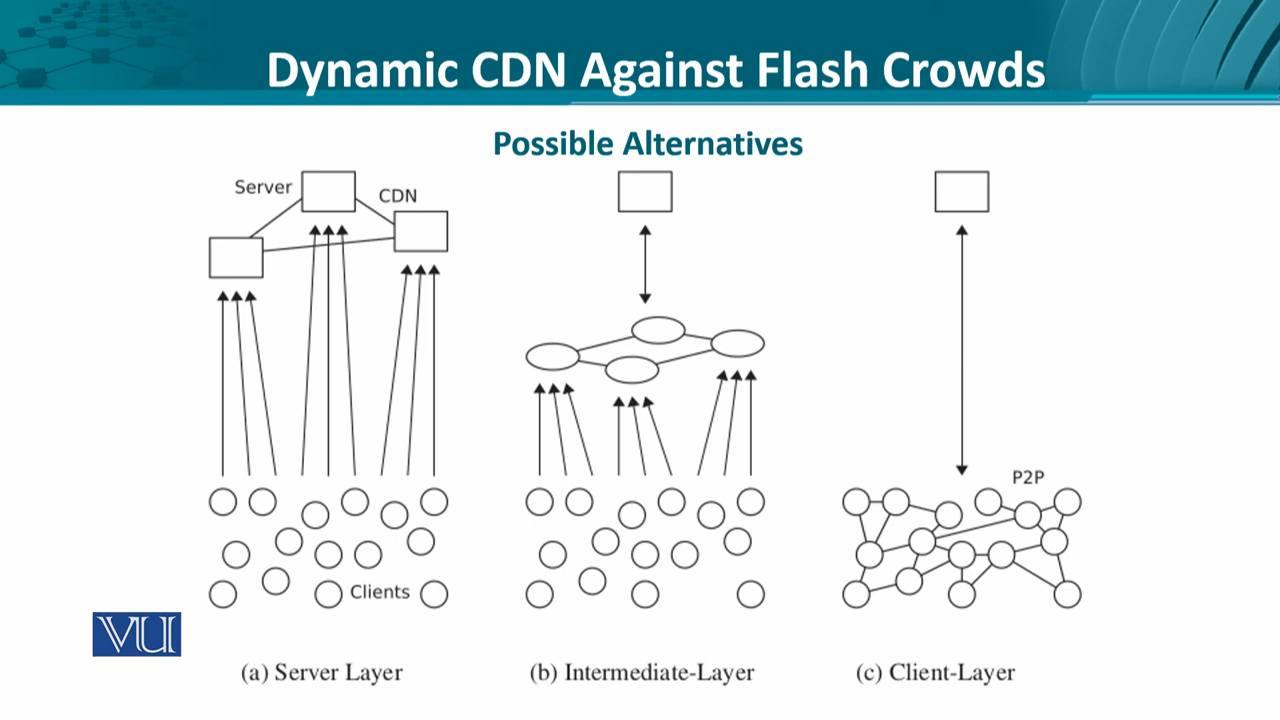 Dynamic CDN Against Flash Crowds
Possible Alternatives
Server
CDN
P2P
Clients
VU
(a) Server Layer
(b) Intermediate-Layer
(c) Client-Layer